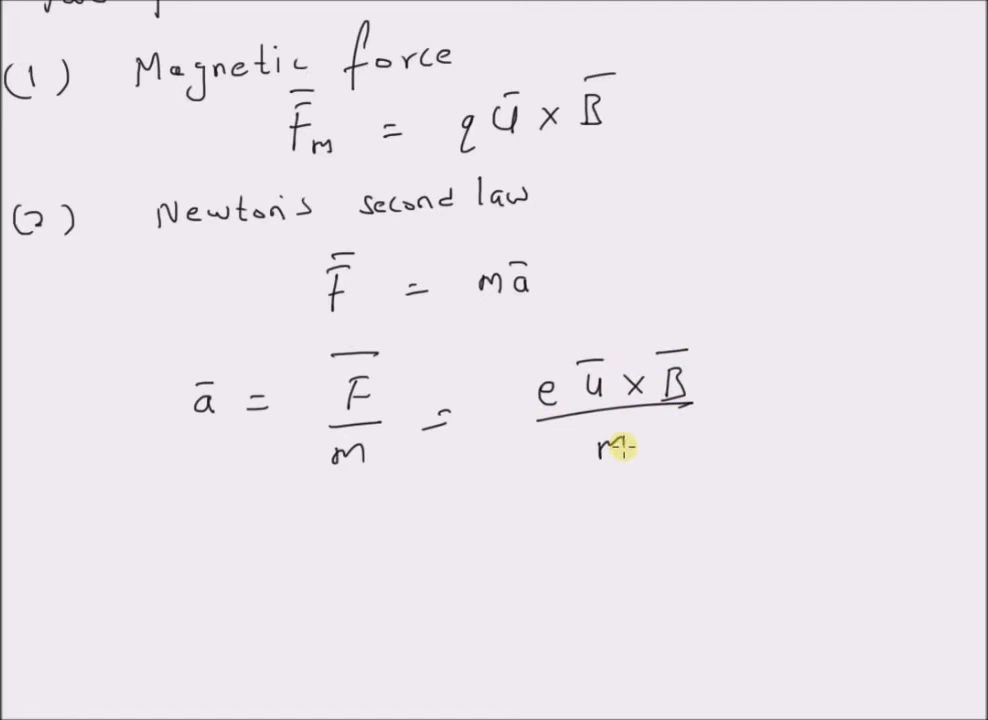 (1) Magnetic force
F̄m = q ū × B̄
(2) Newton's second law
F̄ = mā
ā = F̄/m = e ū × B̄/m